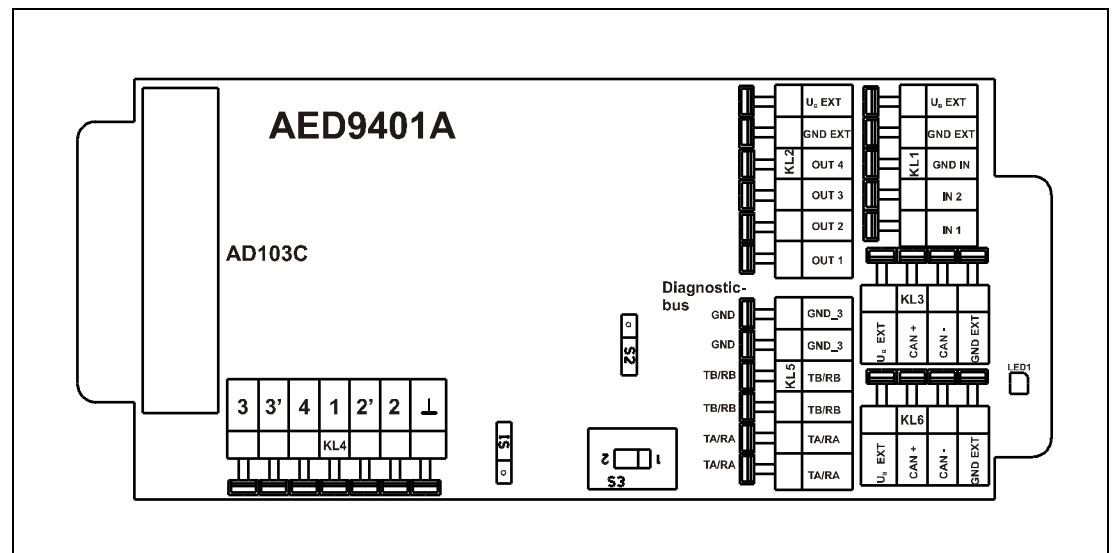 AED9401A
AD103C
U_B EXT
GND EXT
KL2
OUT 4
OUT 3
OUT 2
OUT 1
U_B EXT
GND EXT
KL1
GND IN
IN 2
IN 1
Diagnostic-
bus
GND
GND
TB/RB
TB/RB
TA/RA
TA/RA
GND_3
GND_3
KL5
TB/RB
TB/RB
TA/RA
TA/RA
KL3
U_B EXT
CAN +
CAN -
GND EXT
LED1
KL6
U_B EXT
CAN +
CAN -
GND EXT
S2
3 3' 4 1 2' 2 ⊥
KL4
S1
2 1
S3